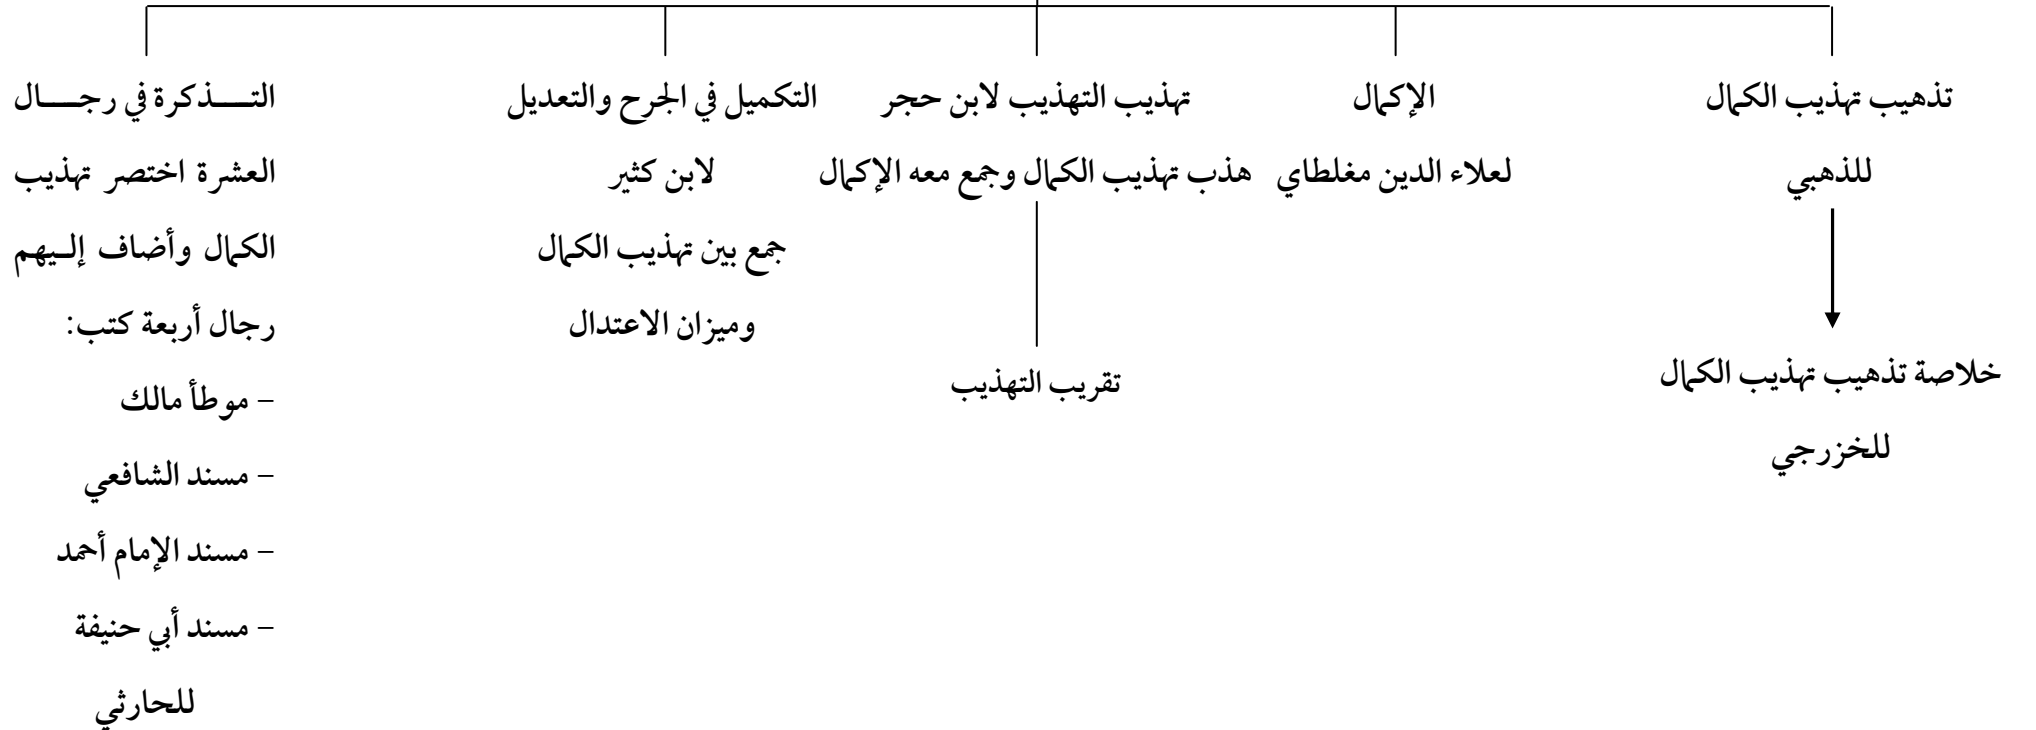 تذهيب تهذيب الكمال
للذهبي
خلاصة تذهيب تهذيب الكمال
للخزرجي
الإكمال
لعلاء الدين مغلطاي
تهذيب التهذيب لابن حجر
هذب تهذيب الكمال وجمع معه الإكمال
تقريب التهذيب
التكميل في الجرح والتعديل
لابن كثير
جمع بين تهذيب الكمال
وميزان الاعتدال
التـــذكرة في رجـــال
العشرة اختصر تهذيب
الكمال وأضاف إلـيهم
رجال أربعة كتب:
– موطأ مالك
– مسند الشافعي
– مسند الإمام أحمد
– مسند أبي حنيفة
للحارثي